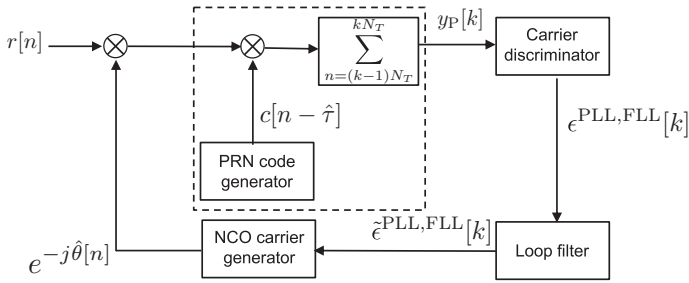 r[n]
kN_T
∑
n=(k−1)N_T
y_P[k]
Carrier
discriminator
c[n − τ̂]
ϵ^PLL,FLL[k]
PRN code
generator
NCO carrier
generator
ϵ̃^PLL,FLL[k]
Loop filter
e^−jθ̂[n]